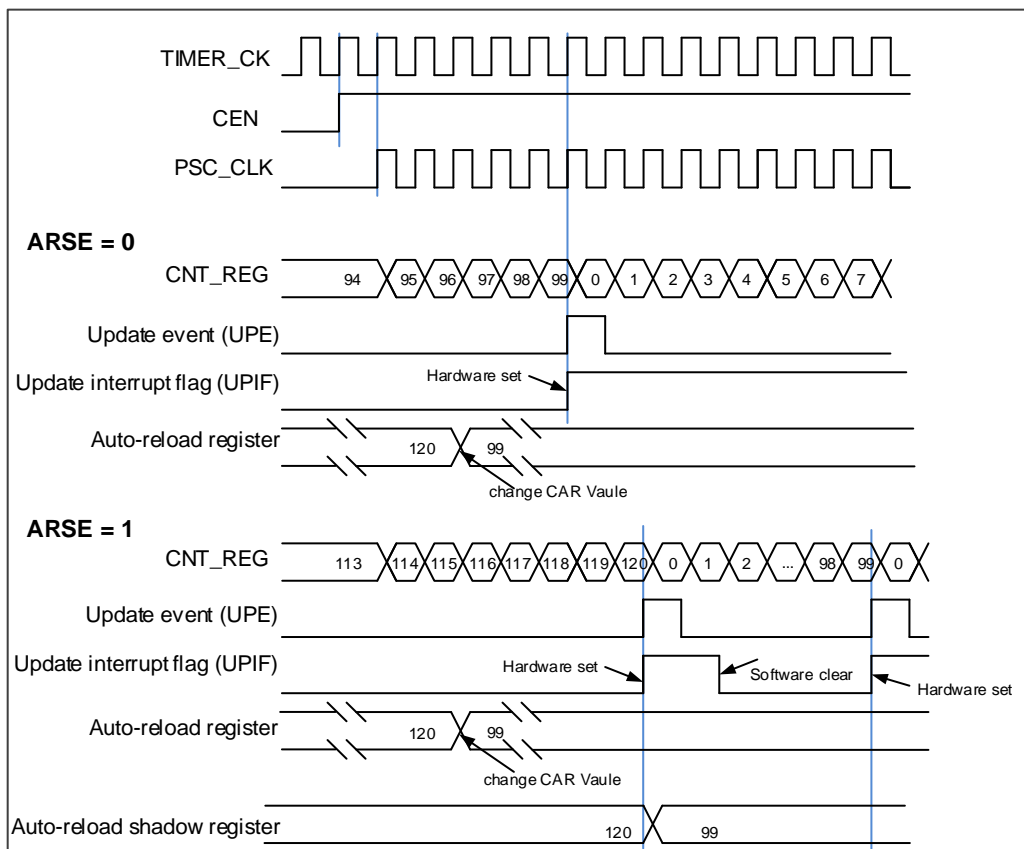 TIMER_CK
CEN
PSC_CLK
ARSE = 0
CNT_REG 94 95 96 97 98 99 0 1 2 3 4 5 6 7
Update event (UPE)
Update interrupt flag (UPIF) Hardware set
Auto-reload register 120 99
change CAR Vaule
ARSE = 1
CNT_REG 113 114 115 116 117 118 119 120 0 1 2 ... 98 99 0
Update event (UPE)
Update interrupt flag (UPIF) Hardware set Software clear Hardware set
Auto-reload register 120 99
change CAR Vaule
Auto-reload shadow register 120 99